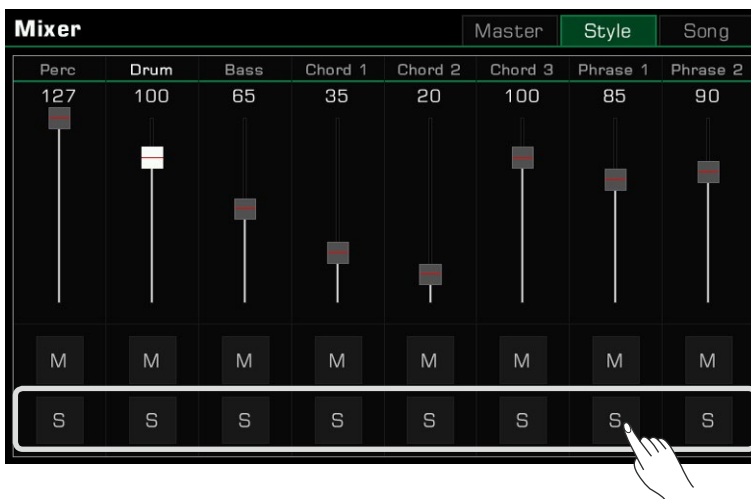 Mixer Master Style Song
Perc Drum Bass Chord 1 Chord 2 Chord 3 Phrase 1 Phrase 2
127 100 65 35 20 100 85 90
M M M M M M M M
S S S S S S S S